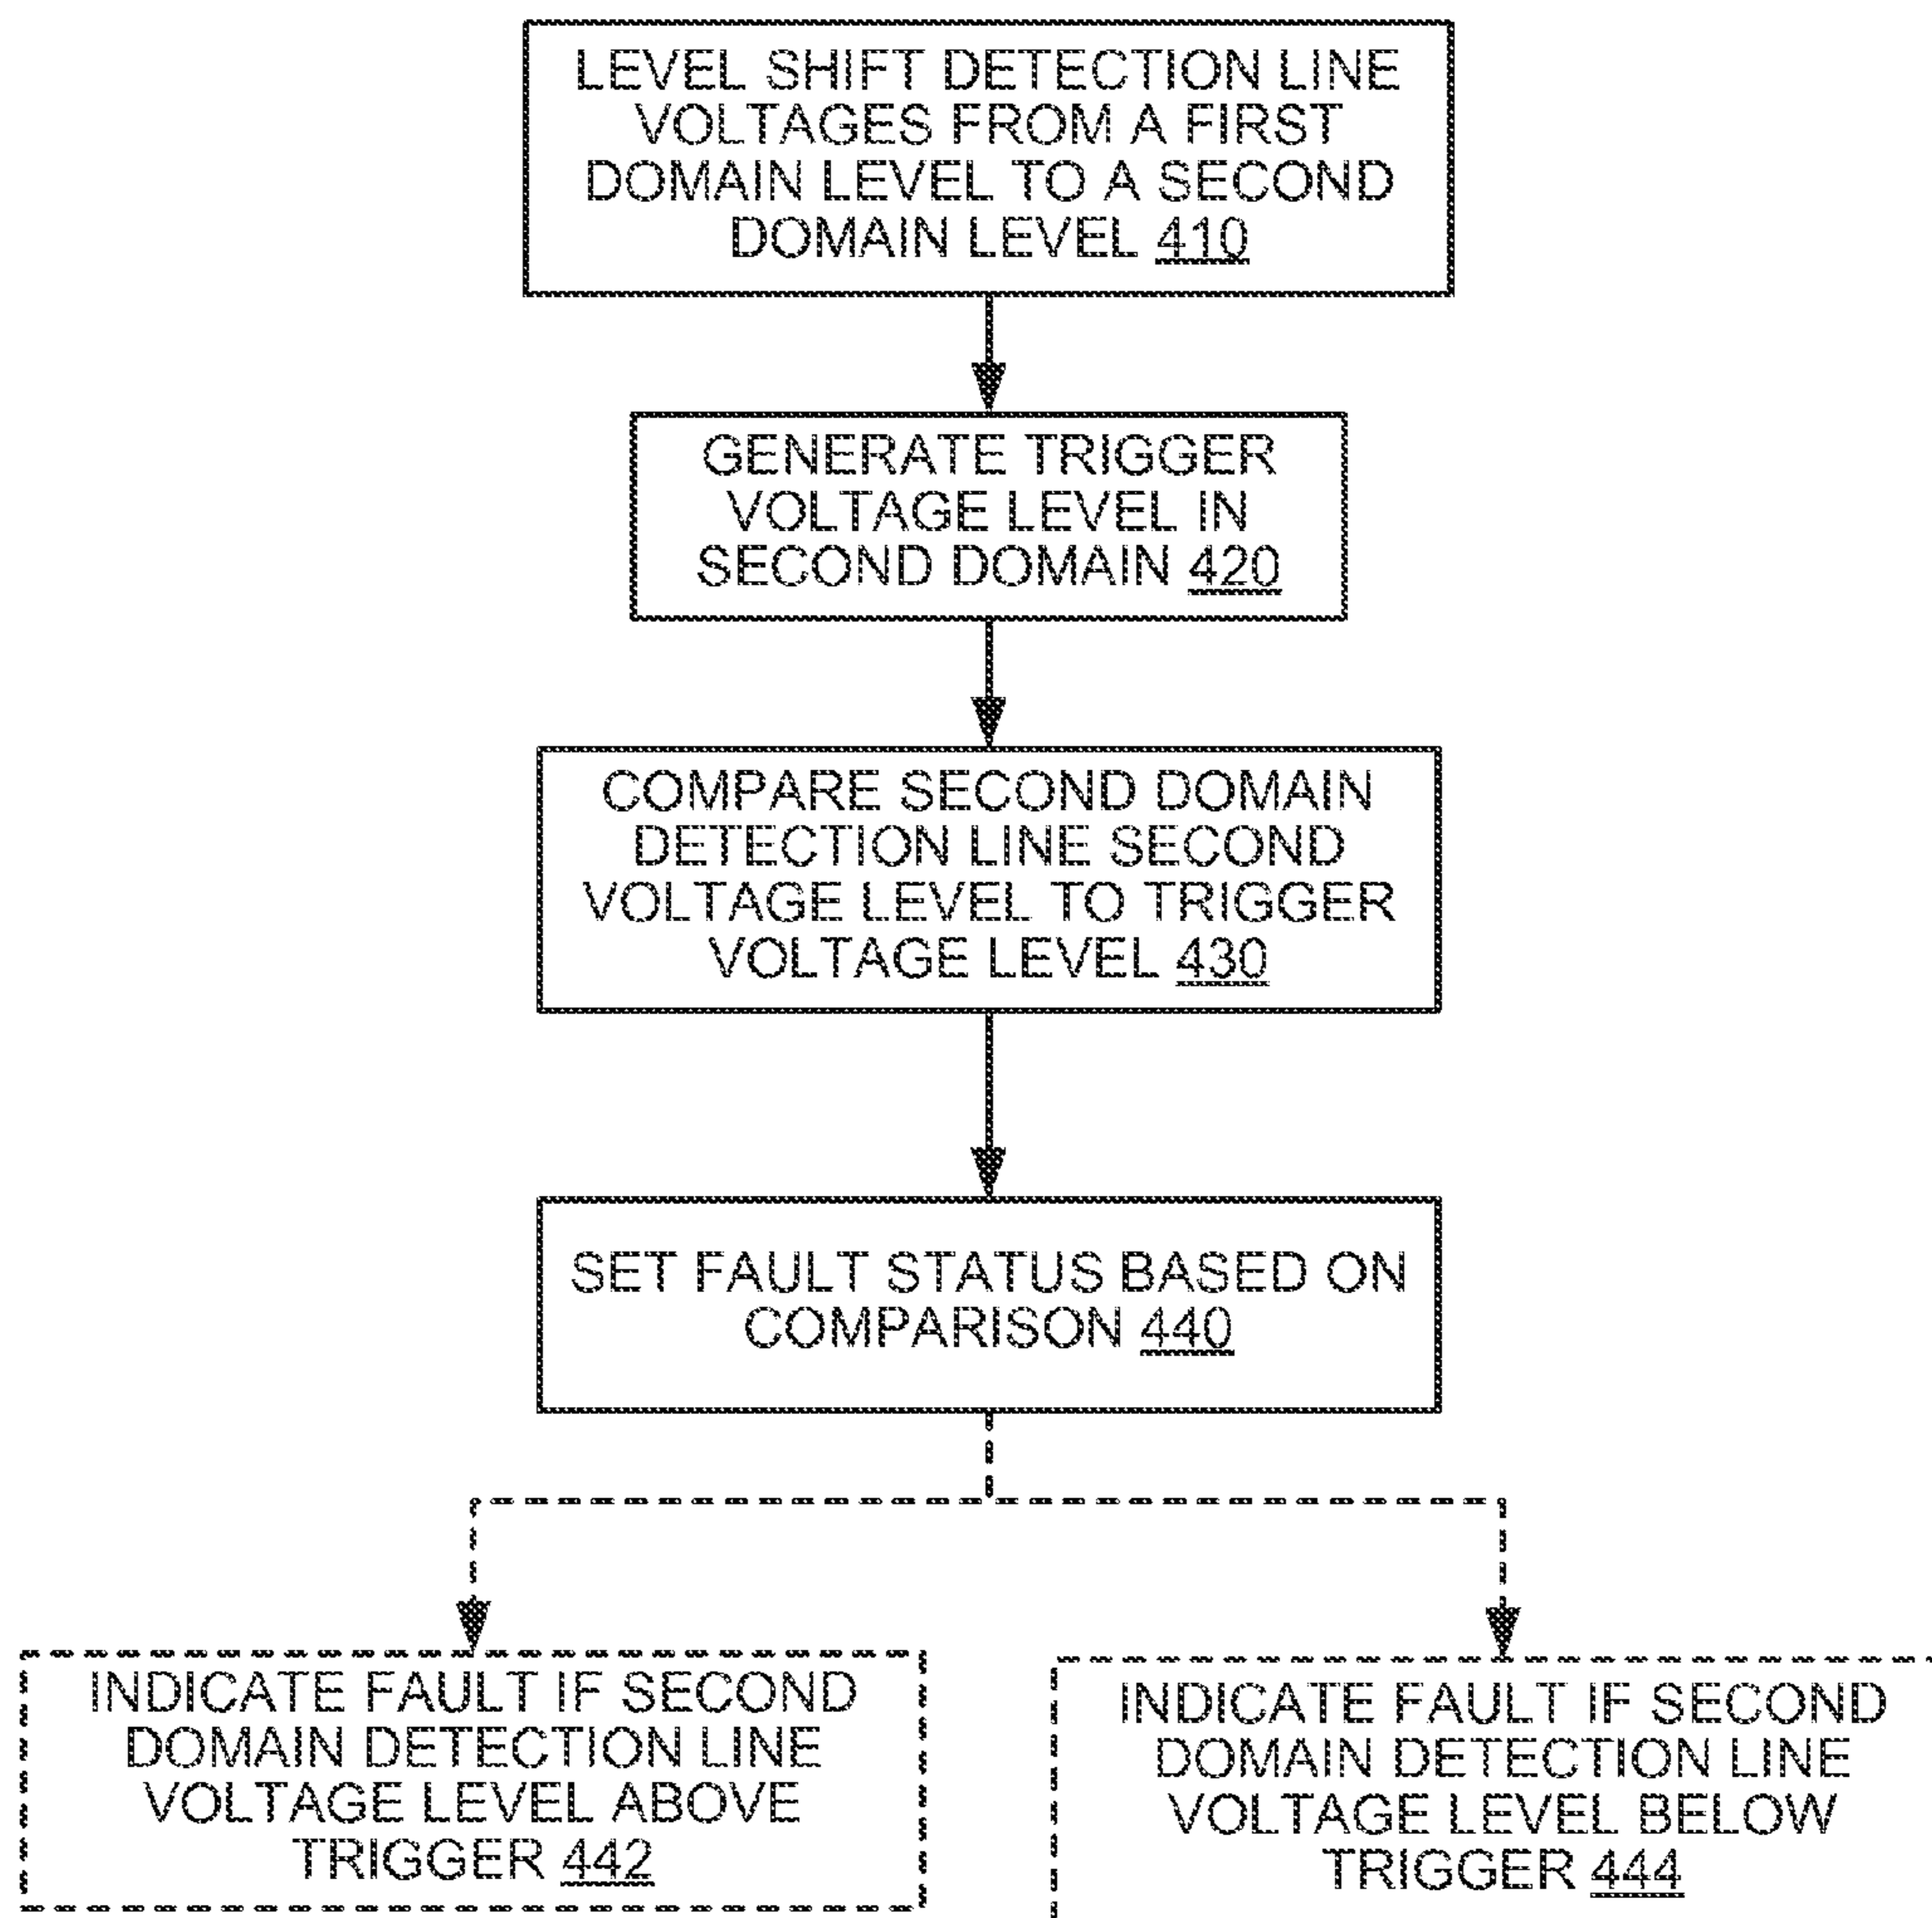 LEVEL SHIFT DETECTION LINE
VOLTAGES FROM A FIRST
DOMAIN LEVEL TO A SECOND
DOMAIN LEVEL 410
GENERATE TRIGGER
VOLTAGE LEVEL IN
SECOND DOMAIN 420
COMPARE SECOND DOMAIN
DETECTION LINE SECOND
VOLTAGE LEVEL TO TRIGGER
VOLTAGE LEVEL 430
SET FAULT STATUS BASED ON
COMPARISON 440
INDICATE FAULT IF SECOND
DOMAIN DETECTION LINE
VOLTAGE LEVEL ABOVE
TRIGGER 442
INDICATE FAULT IF SECOND
DOMAIN DETECTION LINE
VOLTAGE LEVEL BELOW
TRIGGER 444